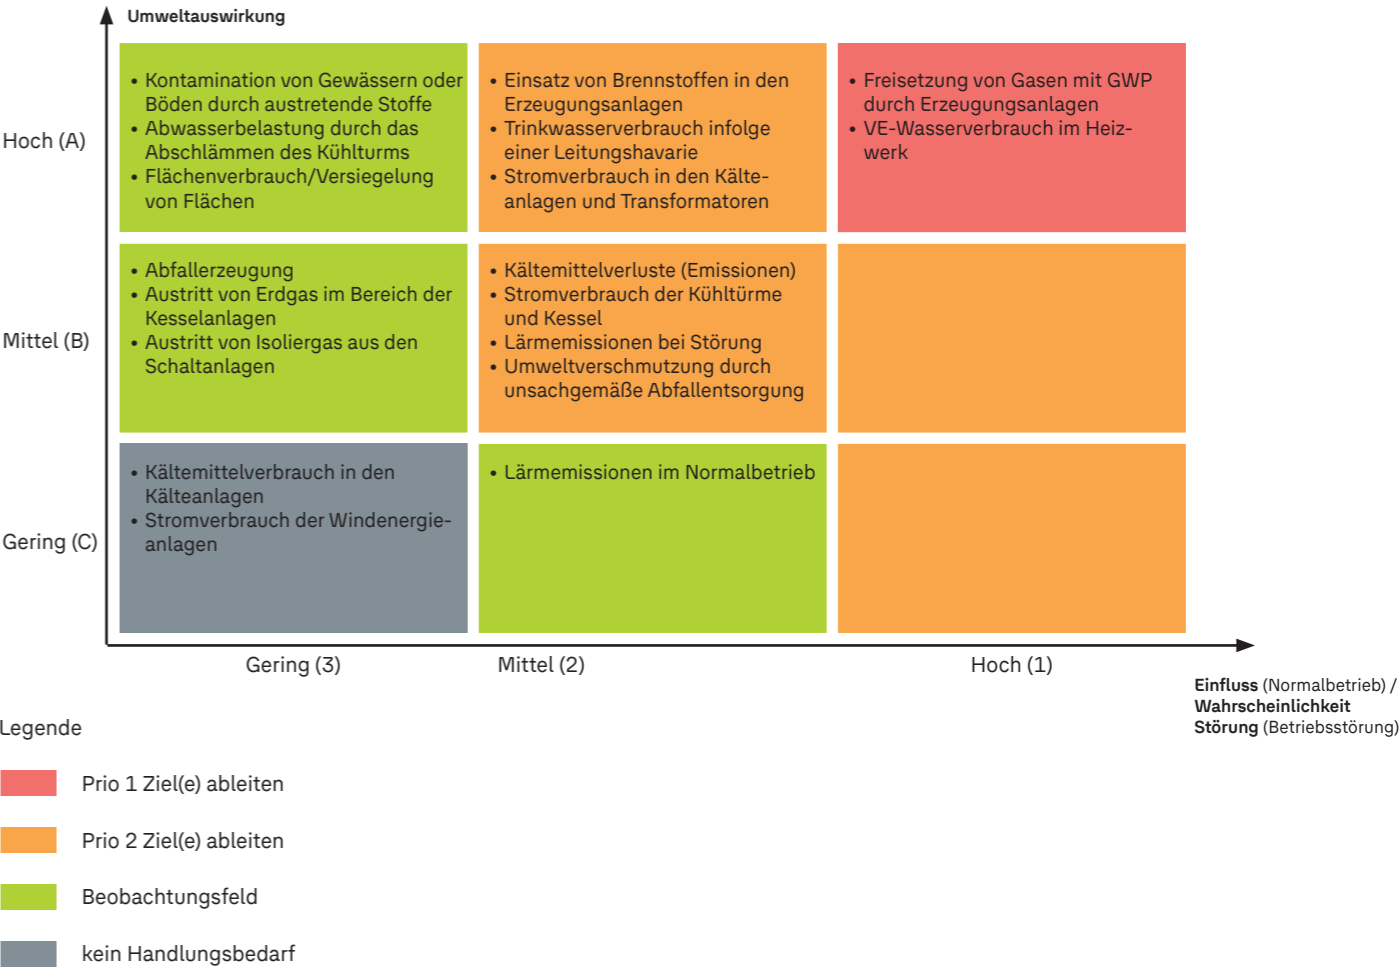 Umweltauswirkung
Hoch (A)
• Kontamination von Gewässern oder
Böden durch austretende Stoffe
• Abwasserbelastung durch das
Abschlämmen des Kühlturms
• Flächenverbrauch/Versiegelung
von Flächen
• Einsatz von Brennstoffen in den
Erzeugungsanlagen
• Trinkwasserverbrauch infolge
einer Leitungshavarie
• Stromverbrauch in den Kälte-
anlagen und Transformatoren
• Freisetzung von Gasen mit GWP
durch Erzeugungsanlagen
• VE-Wasserverbrauch im Heiz-
werk
Mittel (B)
• Abfallerzeugung
• Austritt von Erdgas im Bereich der
Kesselanlagen
• Austritt von Isoliergas aus den
Schaltanlagen
• Kältemittelverluste (Emissionen)
• Stromverbrauch der Kühltürme
und Kessel
• Lärmemissionen bei Störung
• Umweltverschmutzung durch
unsachgemäße Abfallentsorgung
Gering (C)
• Kältemittelverbrauch in den
Kälteanlagen
• Stromverbrauch der Windenergie-
anlagen
• Lärmemissionen im Normalbetrieb
Gering (3)
Mittel (2)
Hoch (1)
Einfluss (Normalbetrieb) /
Wahrscheinlichkeit
Störung (Betriebsstörung)
Legende
Prio 1 Ziel(e) ableiten
Prio 2 Ziel(e) ableiten
Beobachtungsfeld
kein Handlungsbedarf